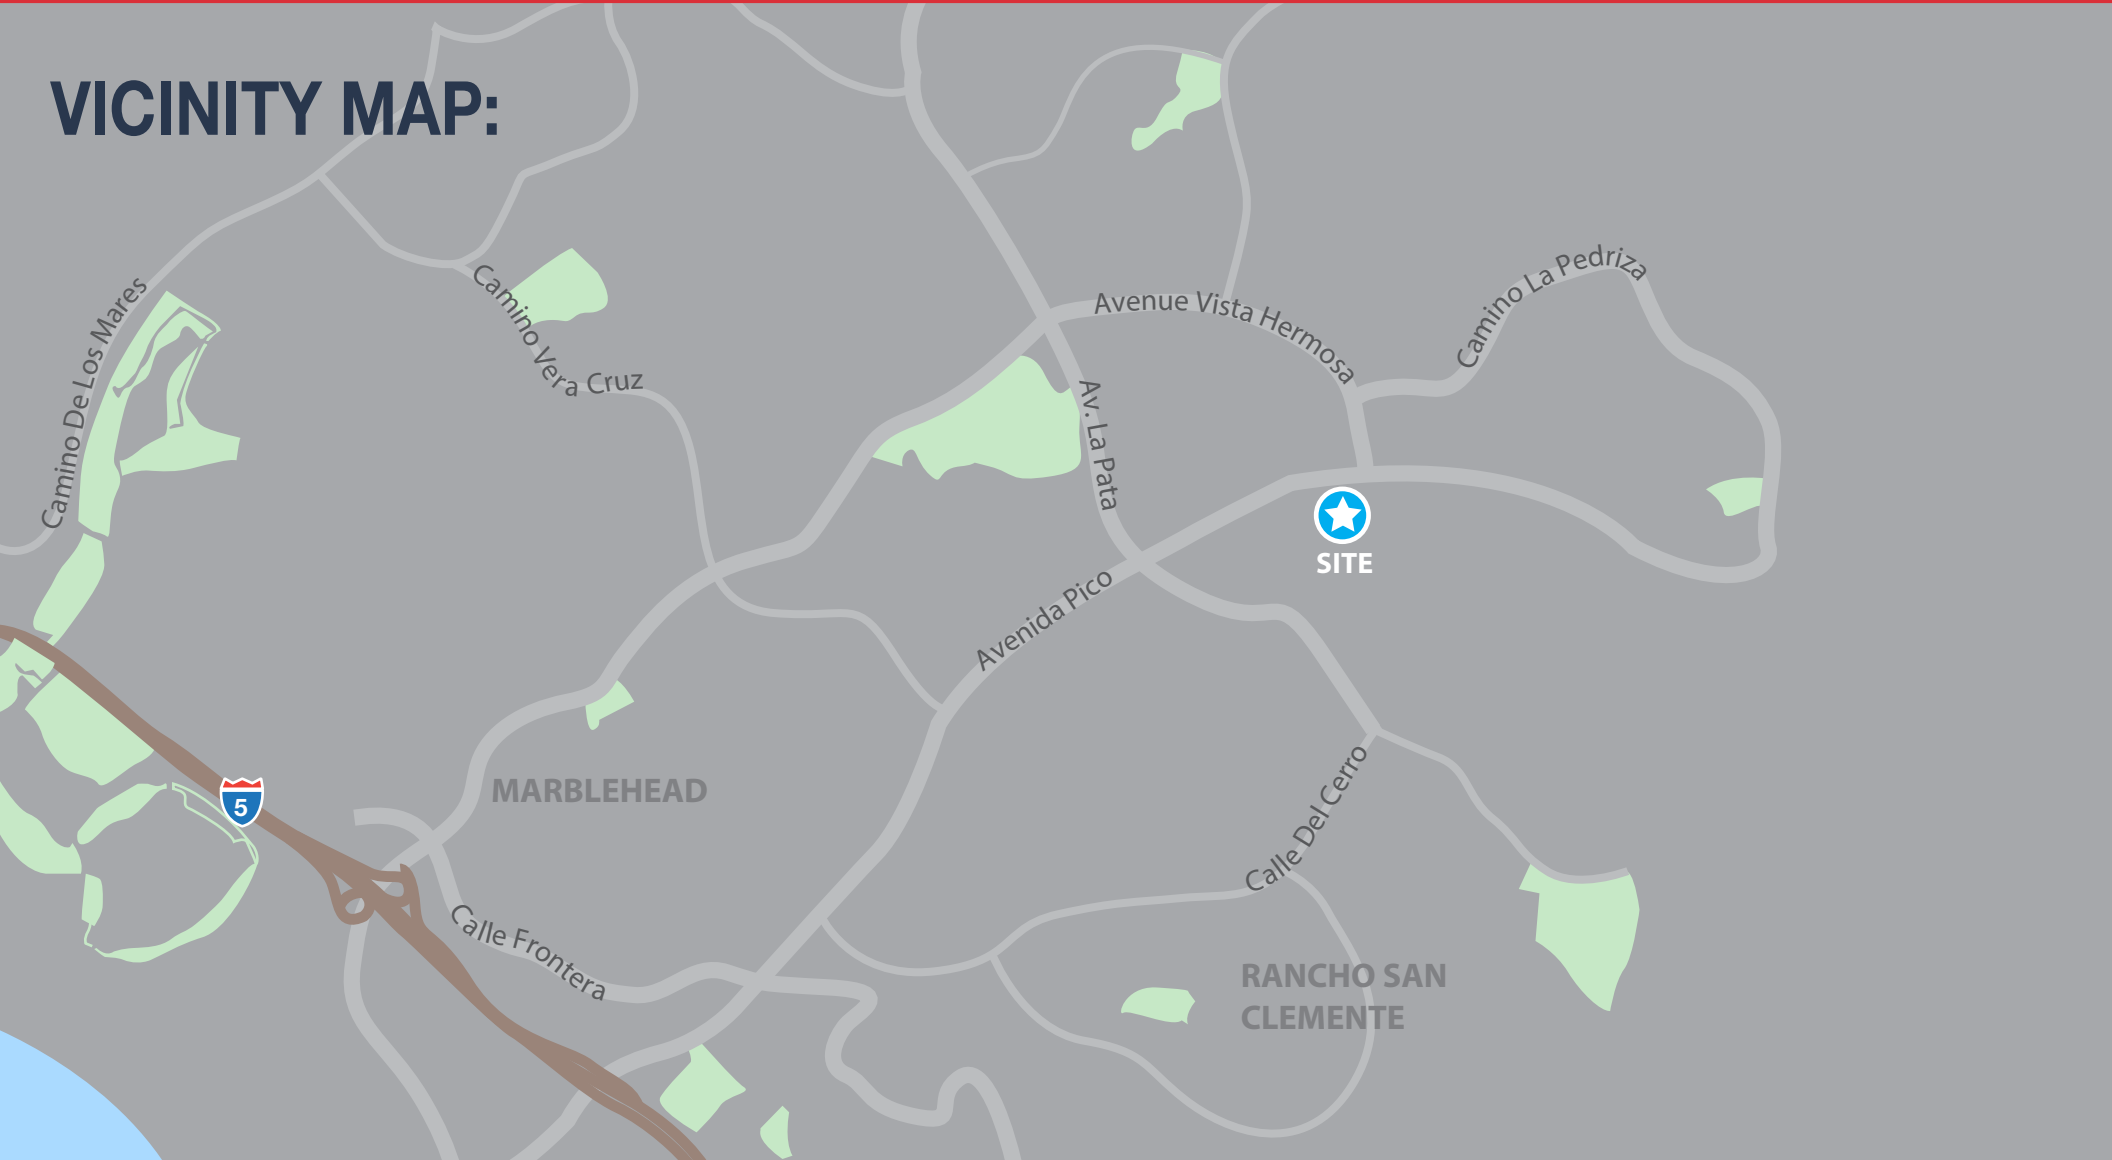 VICINITY MAP:
Camino De Los Mares
Camino Vera Cruz
Avenue Vista Hermosa
Camino La Pedriza
Av. La Pata
SITE
Avenida Pico
MARBLEHEAD
5
Calle Del Cerro
Calle Frontera
RANCHO SAN
CLEMENTE